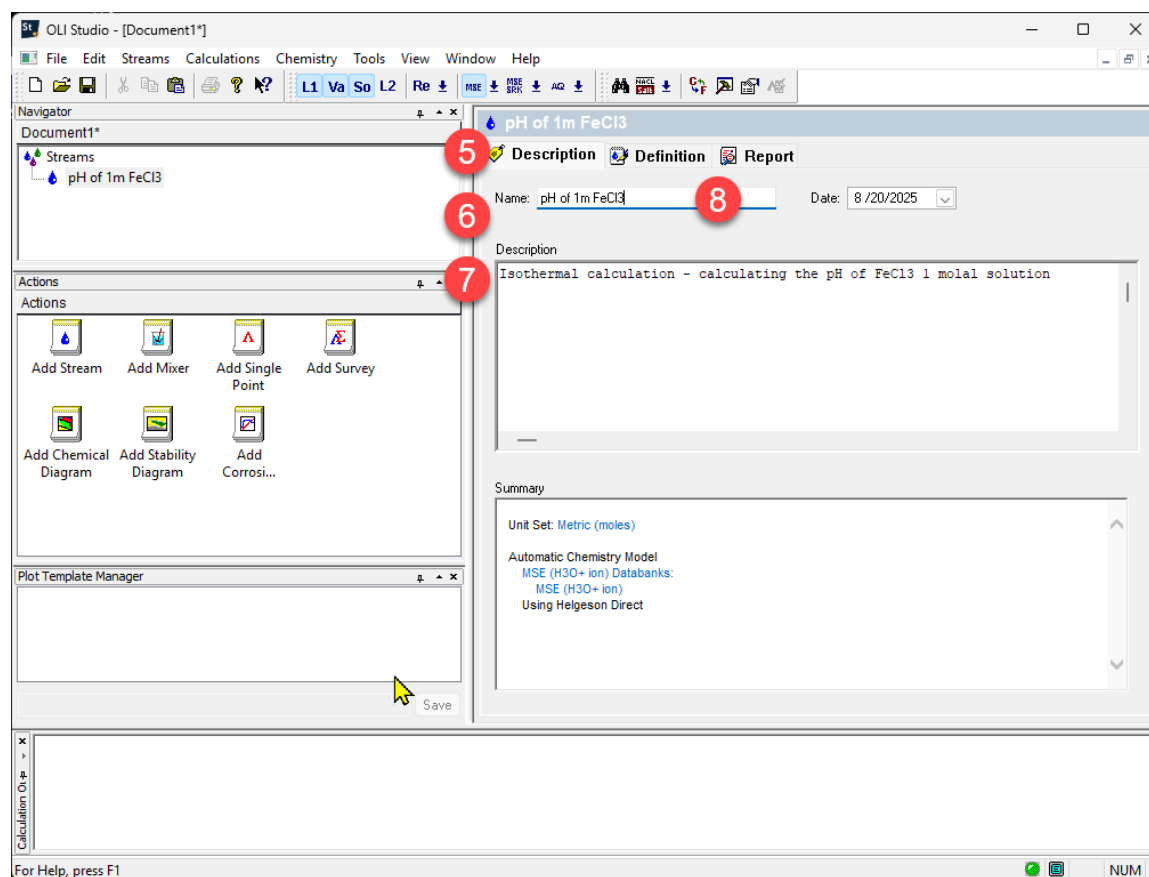 OLI Studio - [Document1*]
File Edit Streams Calculations Chemistry Tools View Window Help
L1 Va So L2 Re MSE MSE SRK AQ
Navigator
Document1*
Streams
pH of 1m FeCl3
Actions
Actions
Add Stream
Add Mixer
Add Single
Point
Add Survey
Add Chemical
Diagram
Add Stability
Diagram
Add
Corrosi...
Plot Template Manager
Save
pH of 1m FeCl3
5
Description Definition Report
6
Name: pH of 1m FeCl3
8
Date: 8 /20/2025
Description
7
Isothermal calculation - calculating the pH of FeCl3 1 molal solution
Summary
Unit Set: Metric (moles)
Automatic Chemistry Model
MSE (H3O+ ion) Databanks:
MSE (H3O+ ion)
Using Helgeson Direct
Calculation
For Help, press F1
NUM